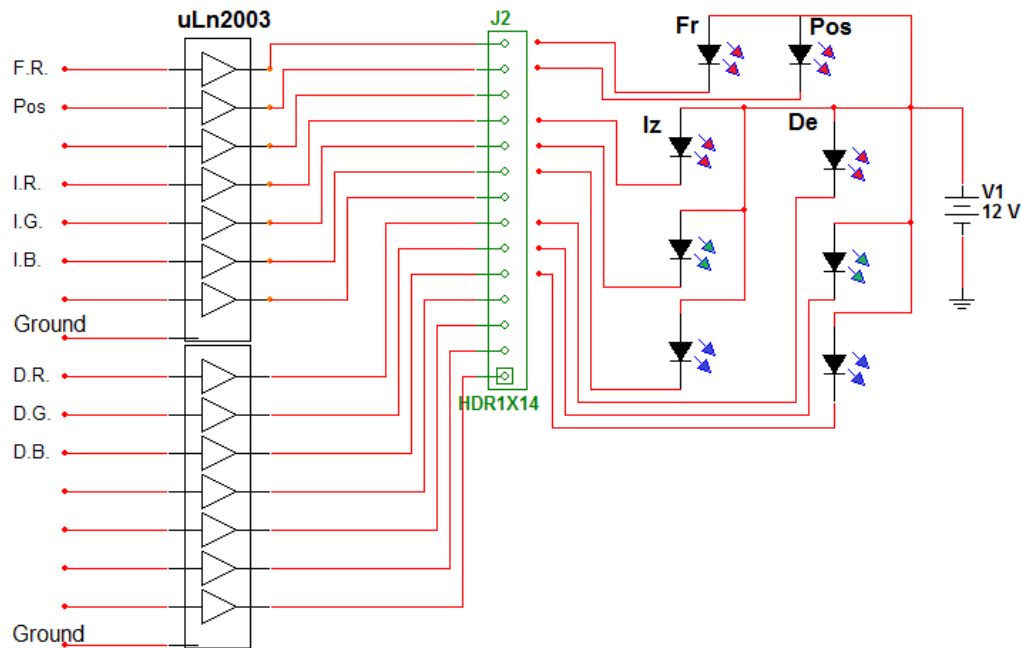 uLn2003
J2
Fr
Pos
F.R.
Pos
Iz
De
I.R.
V1
12 V
I.G.
I.B.
Ground
D.R.
HDR1X14
D.G.
D.B.
Ground